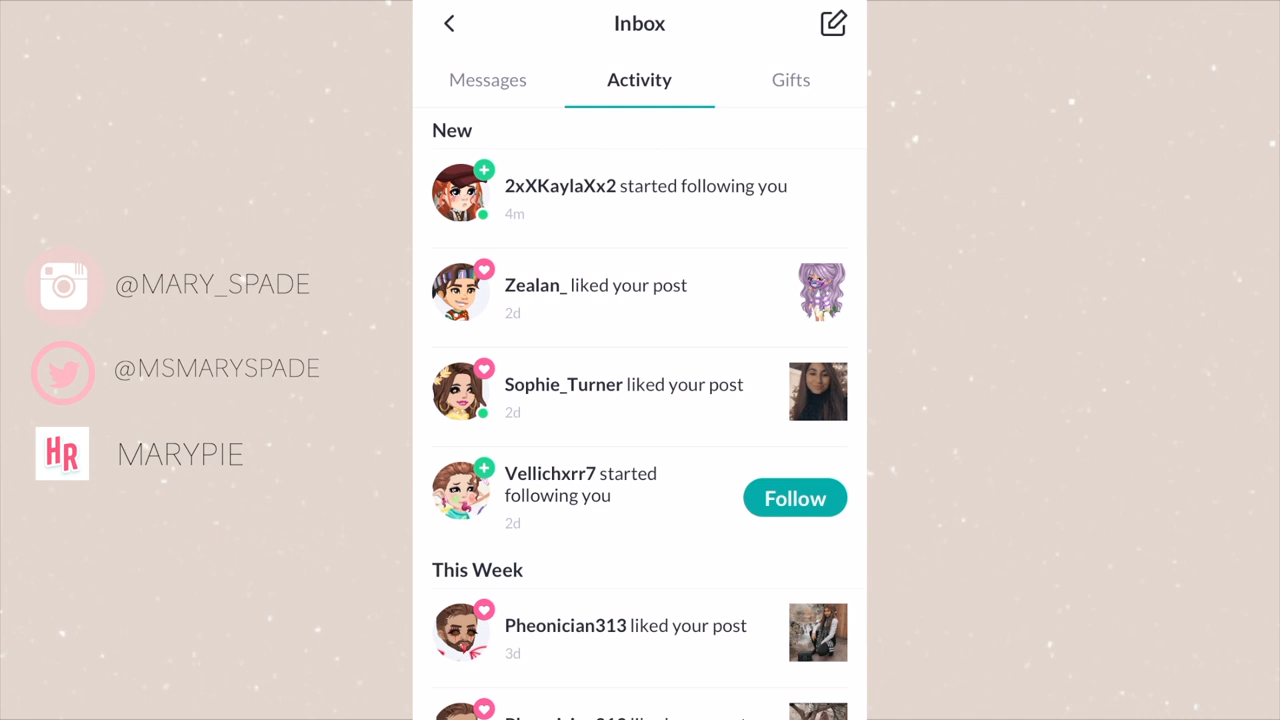 Inbox
Messages Activity Gifts
New
2xXKaylaXx2 started following you
4m
Zealan_ liked your post
2d
Sophie_Turner liked your post
2d
Vellichxrr7 started
following you
Follow
2d
This Week
Pheonician313 liked your post
3d
@MARY_SPADE
@MSMARYSPADE
HR MARYPIE